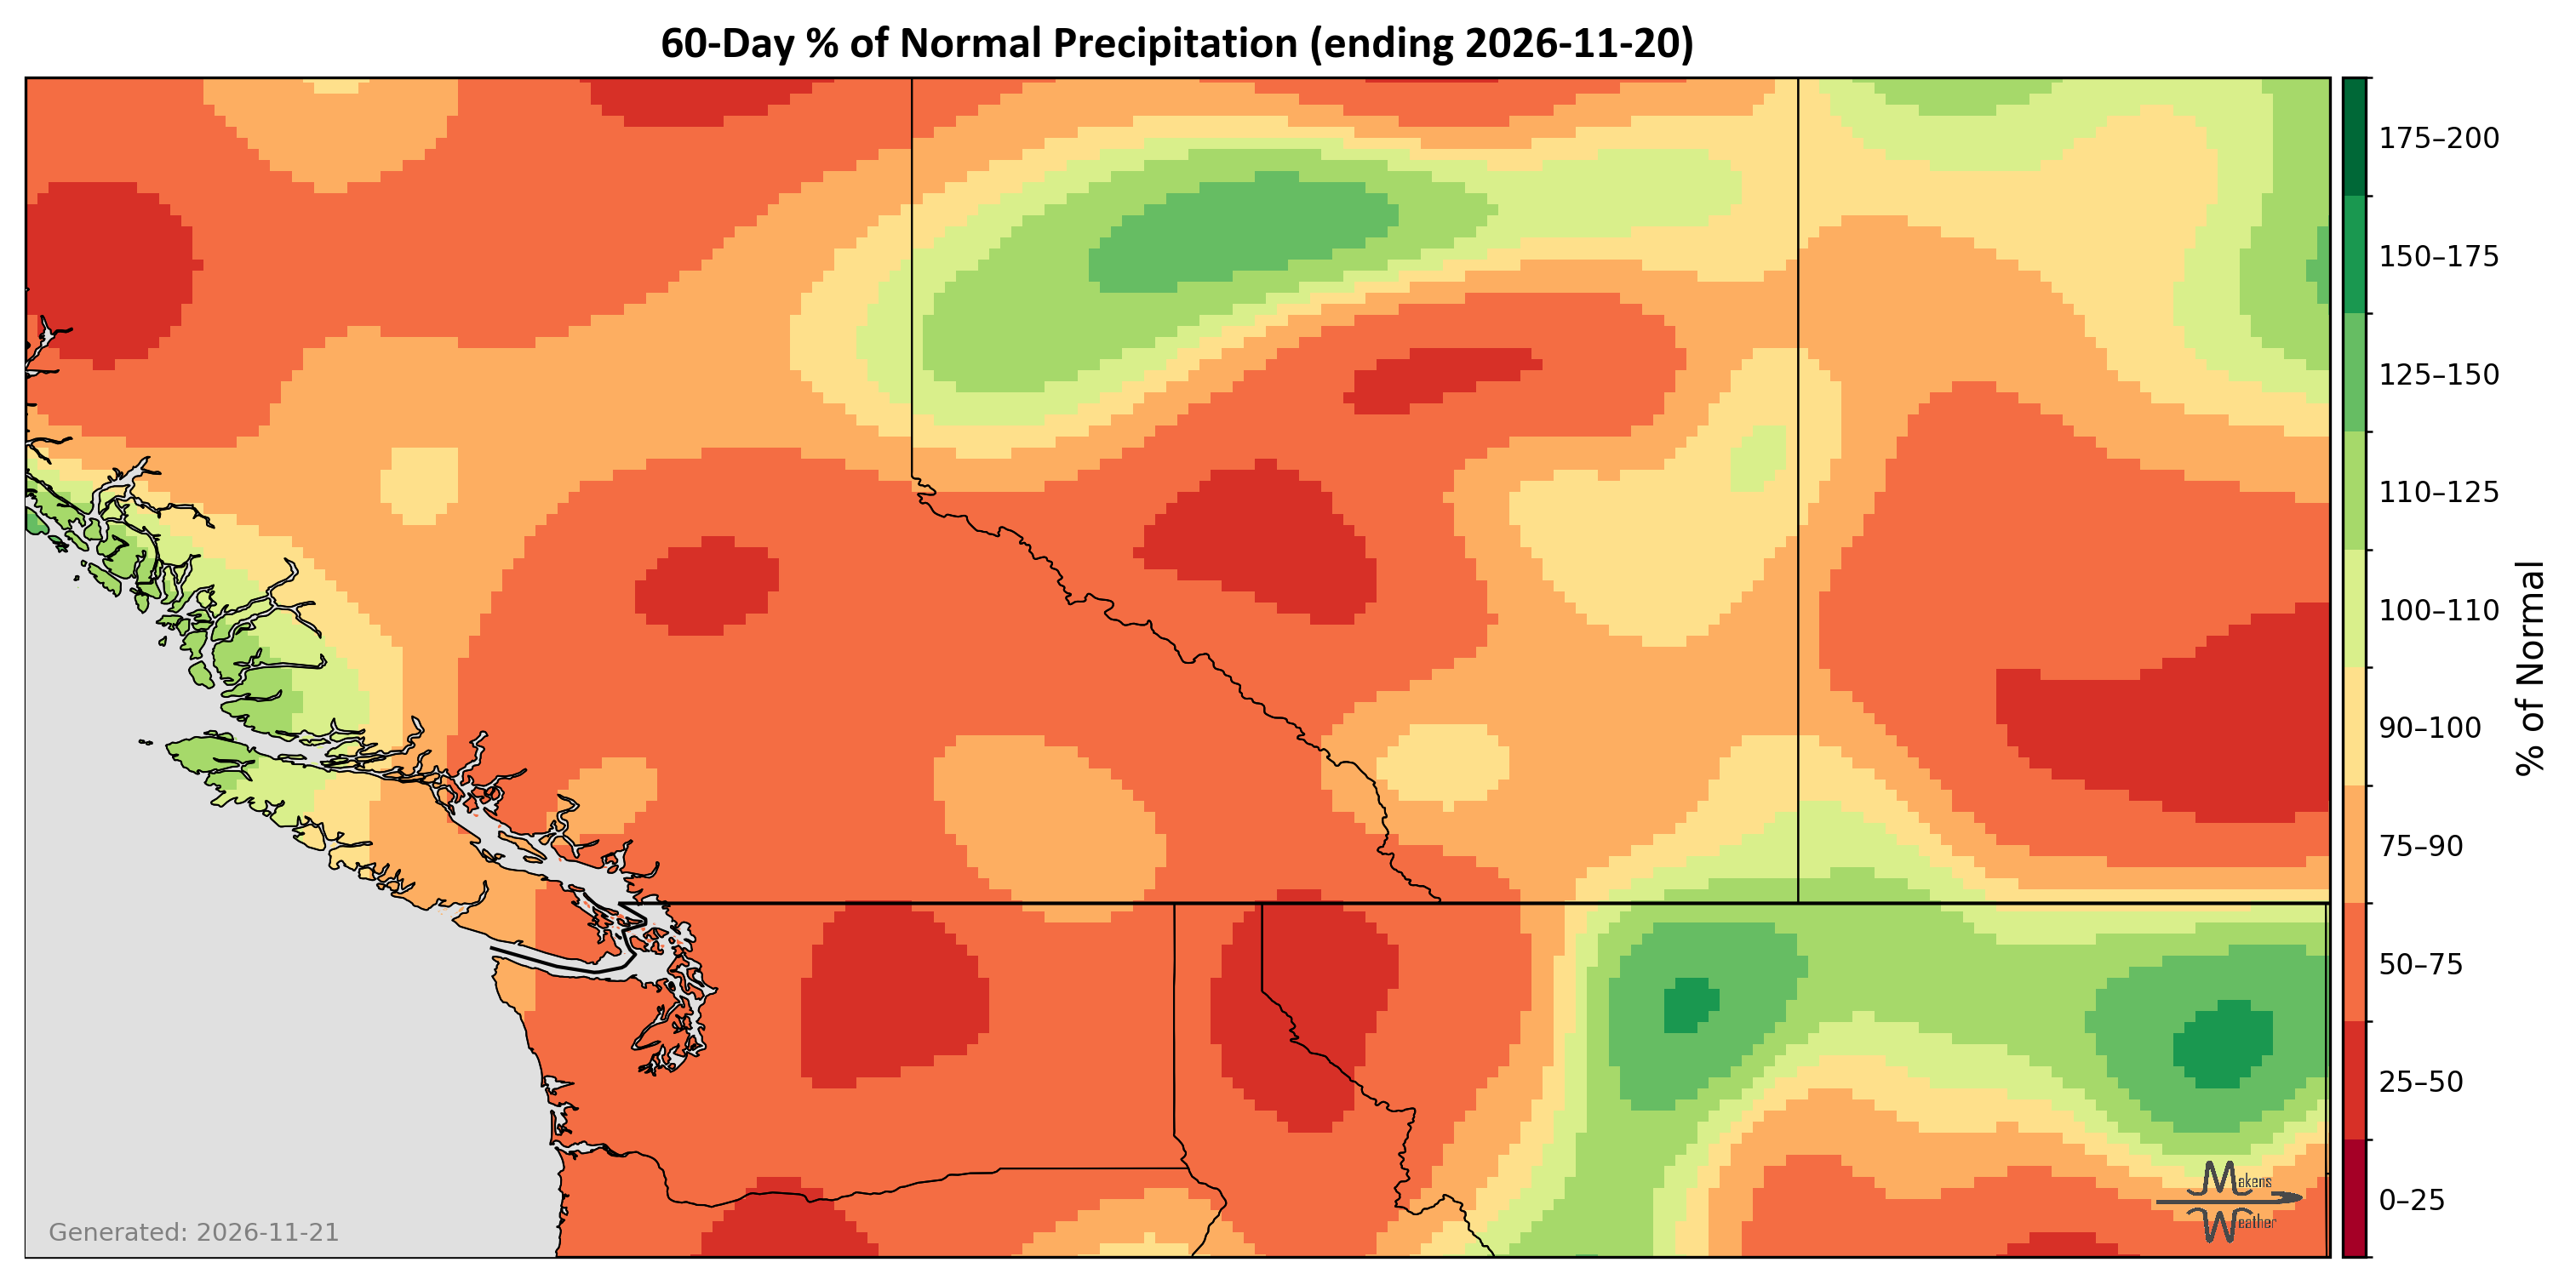 60-Day % of Normal Precipitation (ending 2026-11-20)
175–200
150–175
125–150
110–125
100–110
90–100
75–90
50–75
25–50
0–25
% of Normal
Makens
Weather
Generated: 2026-11-21